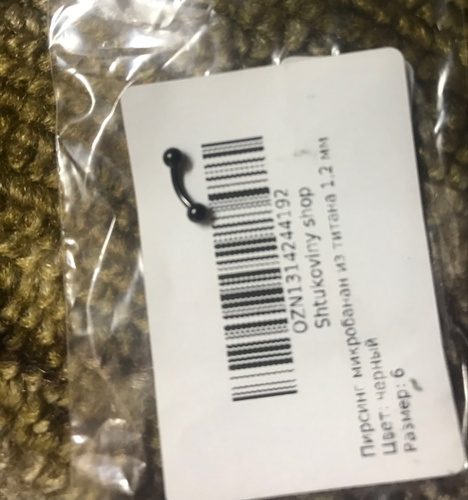 OZN1314244192
Shtukoviny shop
Пирсинг микробанан из титана 1,2 мм
Цвет: черный
Размер: 6